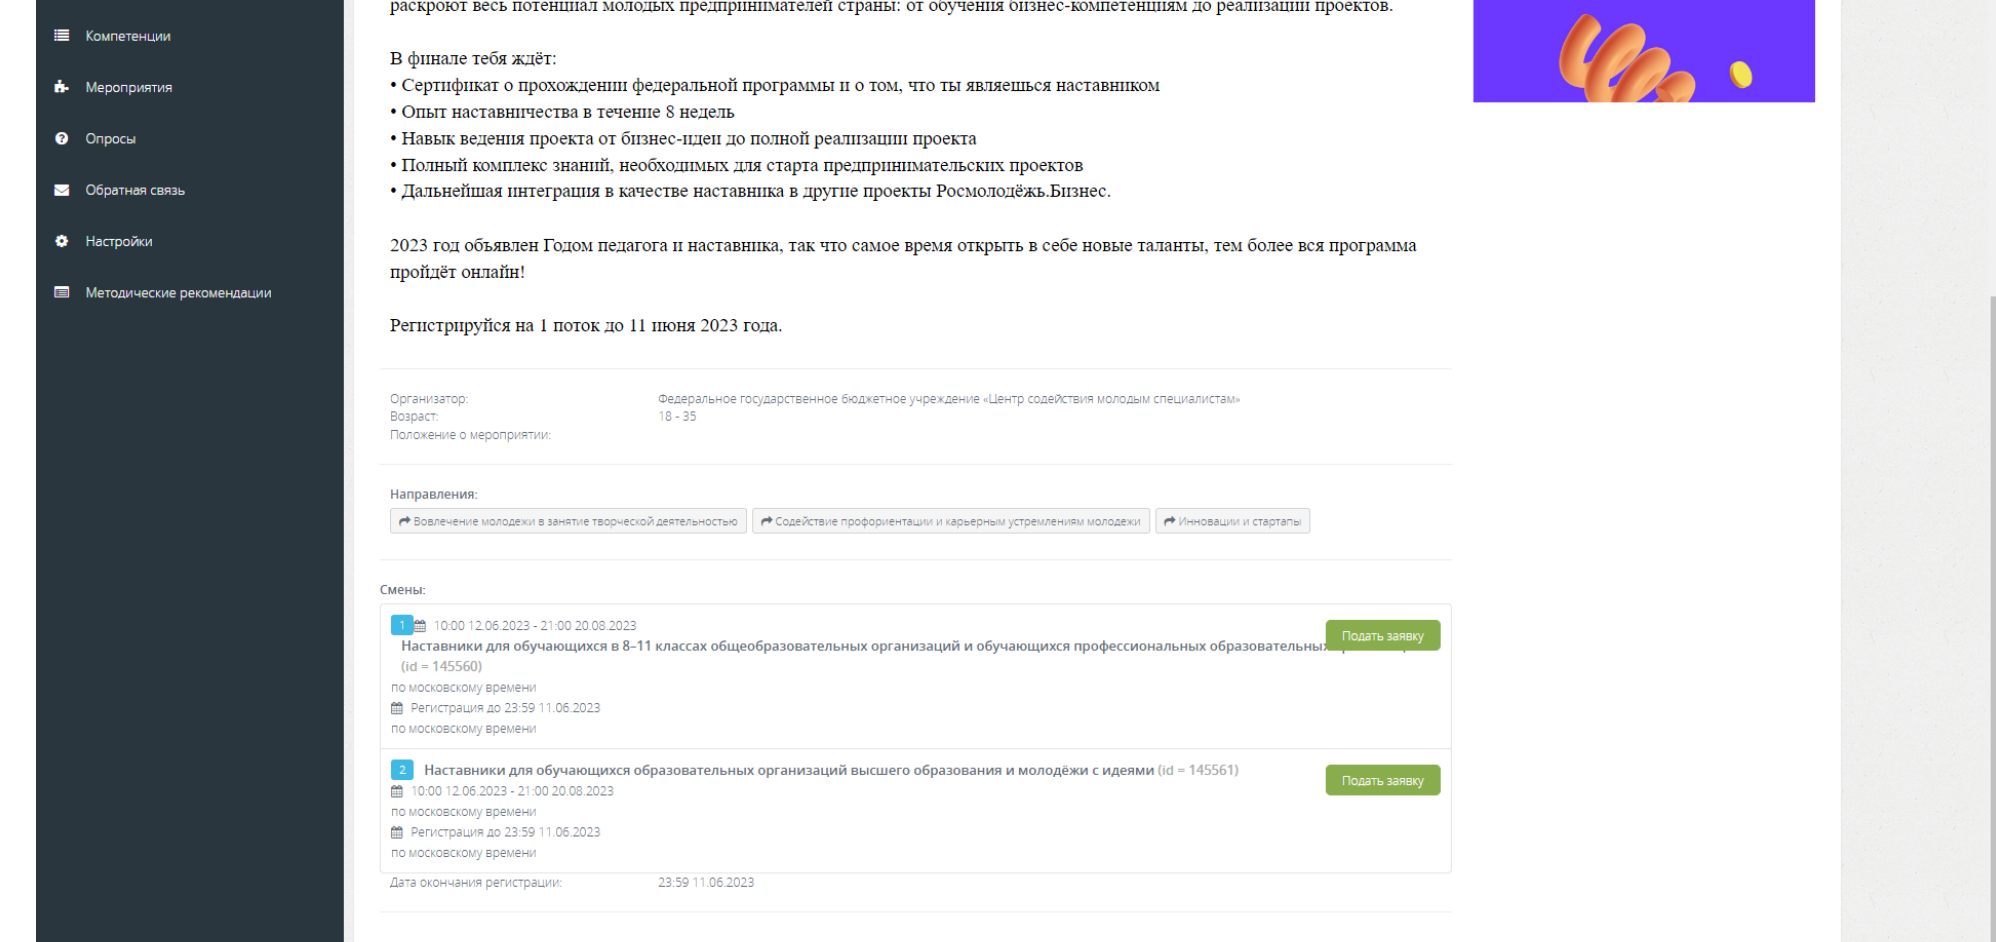 раскроют весь потенциал молодых предпринимателей страны: от обучения бизнес-компетенциям до реализации проектов.
Компетенции
Мероприятия
Опросы
Обратная связь
Настройки
Методические рекомендации
В финале тебя ждёт:
• Сертификат о прохождении федеральной программы и о том, что ты являешься наставником
• Опыт наставничества в течение 8 недель
• Навык ведения проекта от бизнес-идеи до полной реализации проекта
• Полный комплекс знаний, необходимых для старта предпринимательских проектов
• Дальнейшая интеграция в качестве наставника в другие проекты Росмолодёжь.Бизнес.
2023 год объявлен Годом педагога и наставника, так что самое время открыть в себе новые таланты, тем более вся программа
пройдёт онлайн!
Регистрируйся на 1 поток до 11 июня 2023 года.
Организатор: Федеральное государственное бюджетное учреждение «Центр содействия молодым специалистам»
Возраст: 18 - 35
Положение о мероприятии:
Направления:
Вовлечение молодежи в занятие творческой деятельностью Содействие профориентации и карьерным устремлениям молодежи Инновации и стартапы
Смены:
1 10:00 12.06.2023 - 21:00 20.08.2023
Подать заявку
Наставники для обучающихся в 8–11 классах общеобразовательных организаций и обучающихся профессиональных образовательных
(id = 145560)
по московскому времени
Регистрация до 23:59 11.06.2023
по московскому времени
2 Наставники для обучающихся образовательных организаций высшего образования и молодёжи с идеями (id = 145561)
Подать заявку
10:00 12.06.2023 - 21:00 20.08.2023
по московскому времени
Регистрация до 23:59 11.06.2023
по московскому времени
Дата окончания регистрации: 23:59 11.06.2023